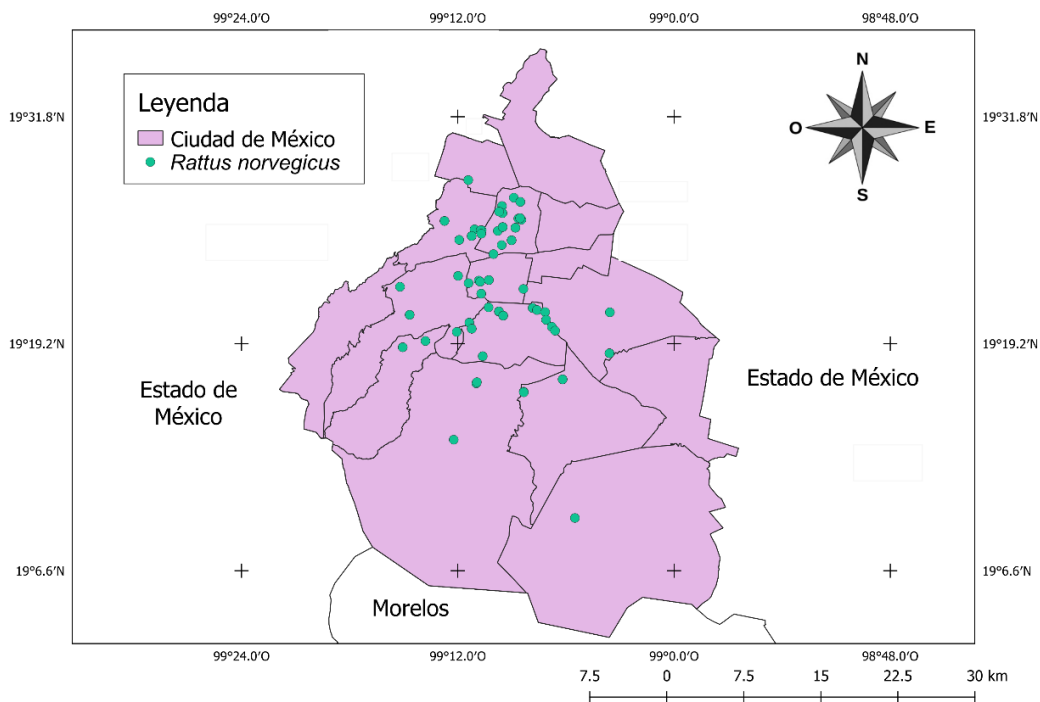 99°24.0′O 99°12.0′O 99°0.0′O 98°48.0′O
N
O E
S
Leyenda
Ciudad de México
Rattus norvegicus
19°31.8′N 19°31.8′N
19°19.2′N 19°19.2′N
Estado de
México
Estado de México
19°6.6′N 19°6.6′N
Morelos
99°24.0′O 99°12.0′O 99°0.0′O 98°48.0′O
7.5 0 7.5 15 22.5 30 km